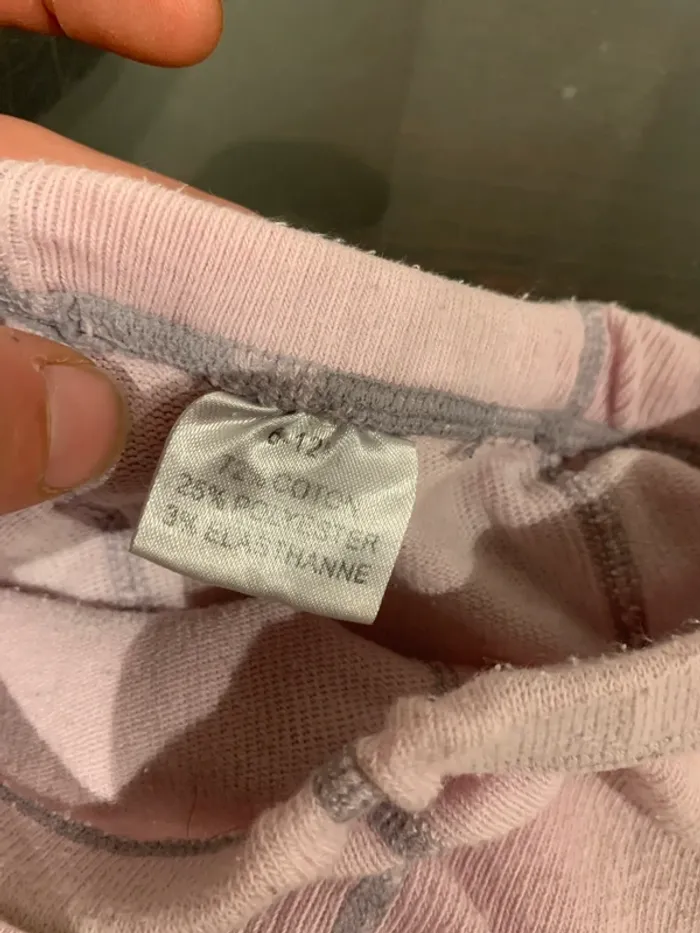 6-12
72% COTON
25% POLYESTER
3% ELASTHANNE